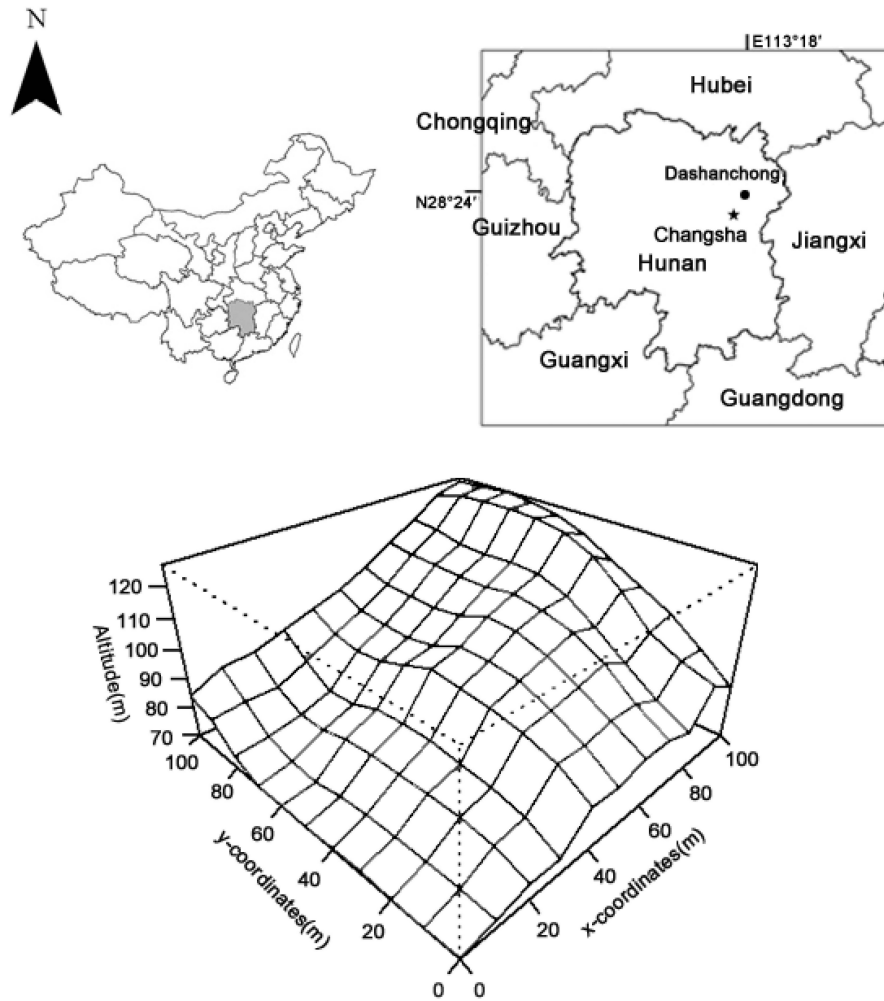 N
E113°18′
Hubei
Chongqing
Dashanchong
N28°24′
Guizhou
Changsha
Jiangxi
Hunan
Guangxi
Guangdong
120
110
100
90
80
70
Altitude(m)
100
80
60
40
20
0
y-coordinates(m)
0
20
40
60
80
100
x-coordinates(m)